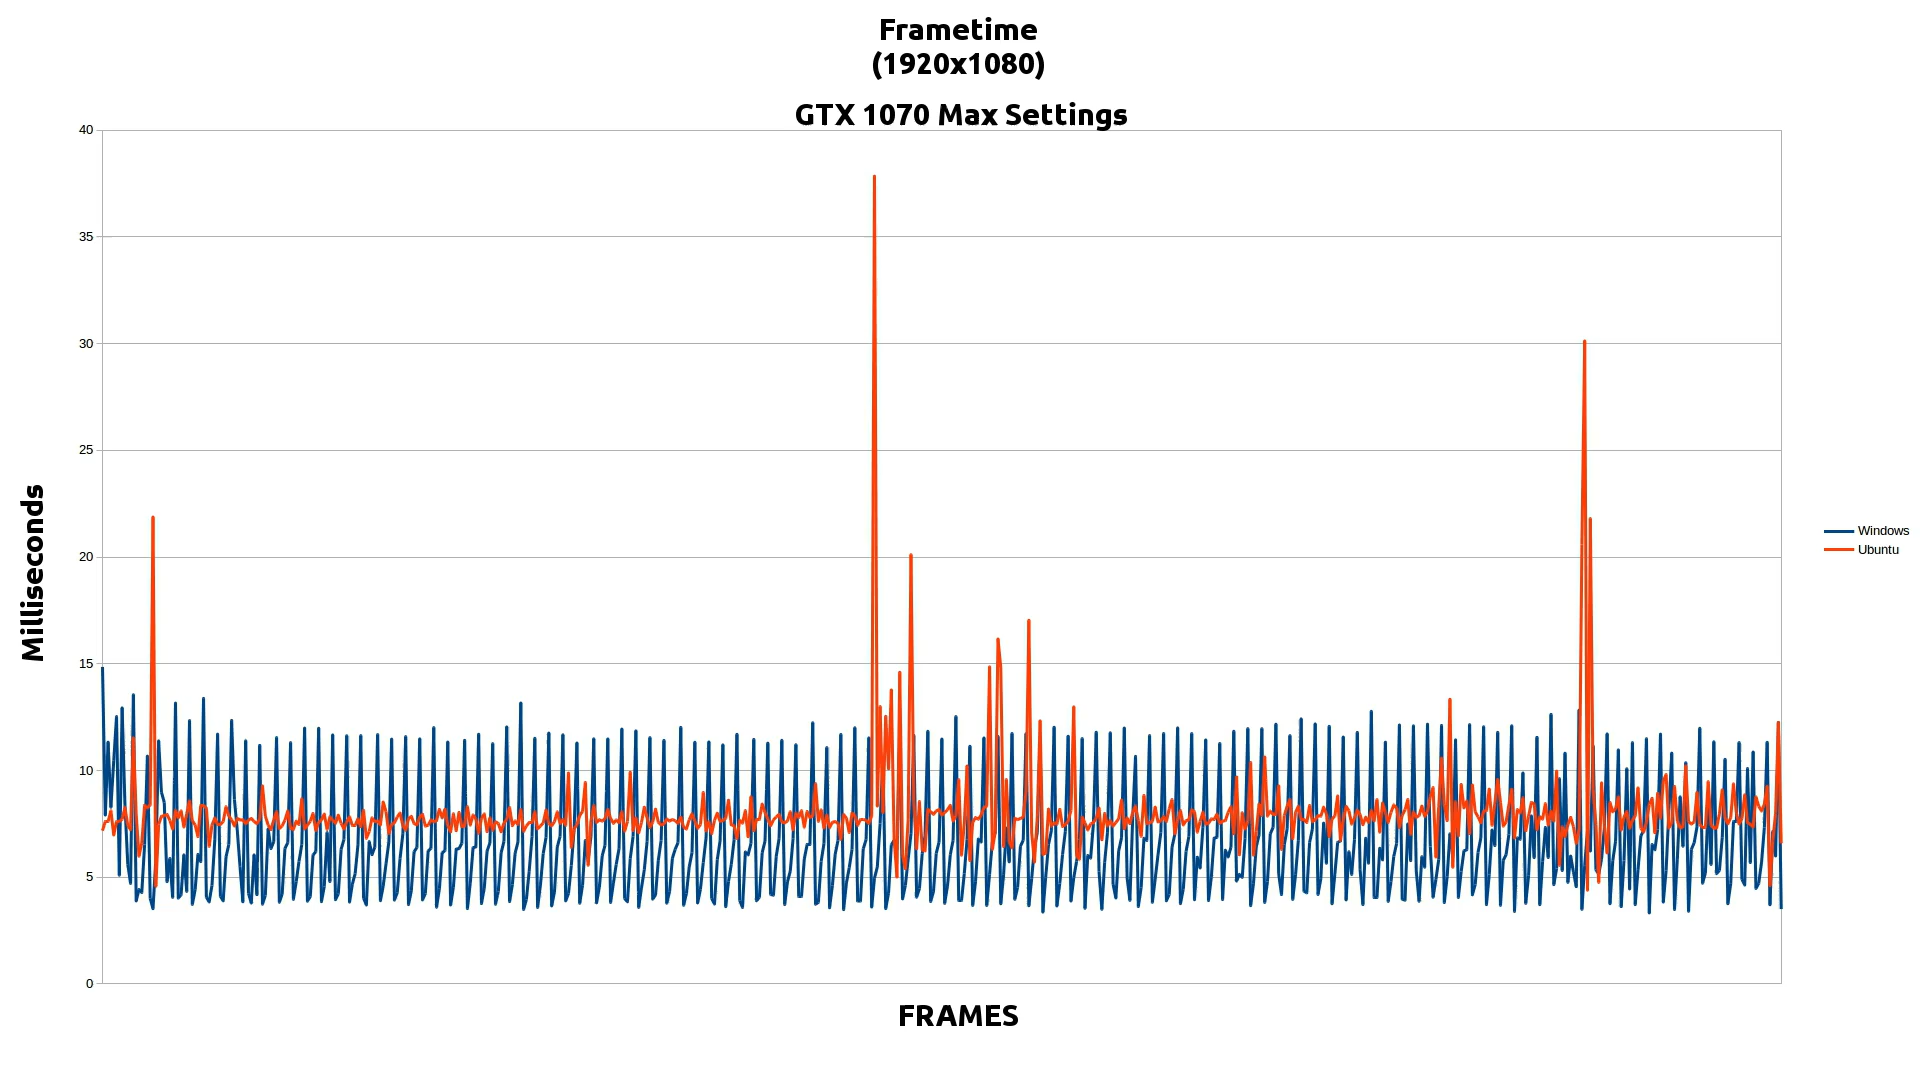 Frametime
(1920x1080)
GTX 1070 Max Settings
40
35
30
25
20
15
10
5
0
Milliseconds
FRAMES
Windows
Ubuntu